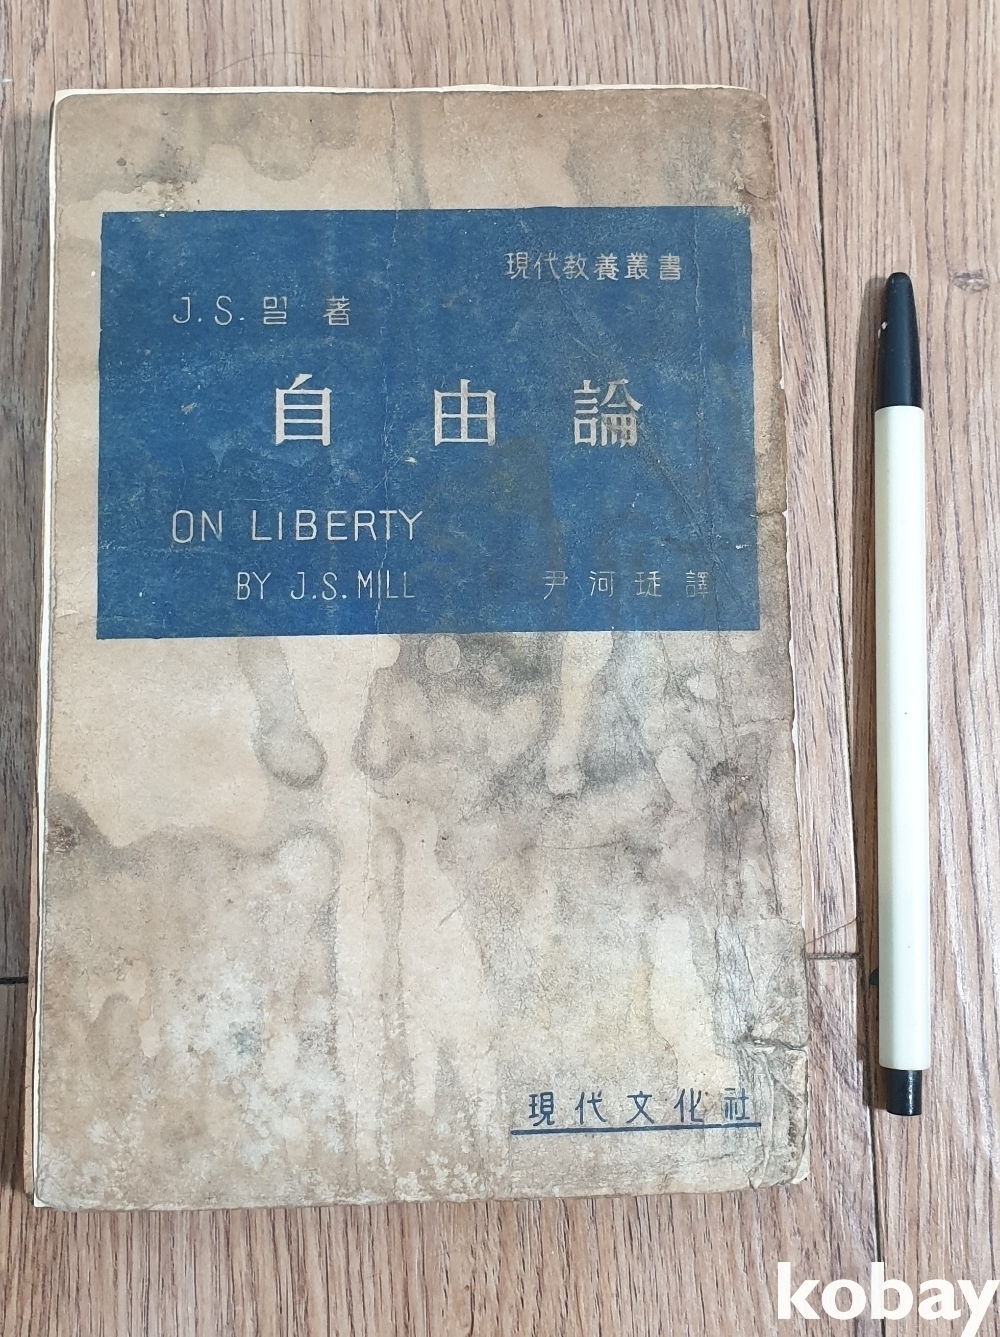 現代教養叢書
J.S.밀 著
自由論
ON LIBERTY
BY J.S.MILL
尹河珽 譯
現代文化社
kobay